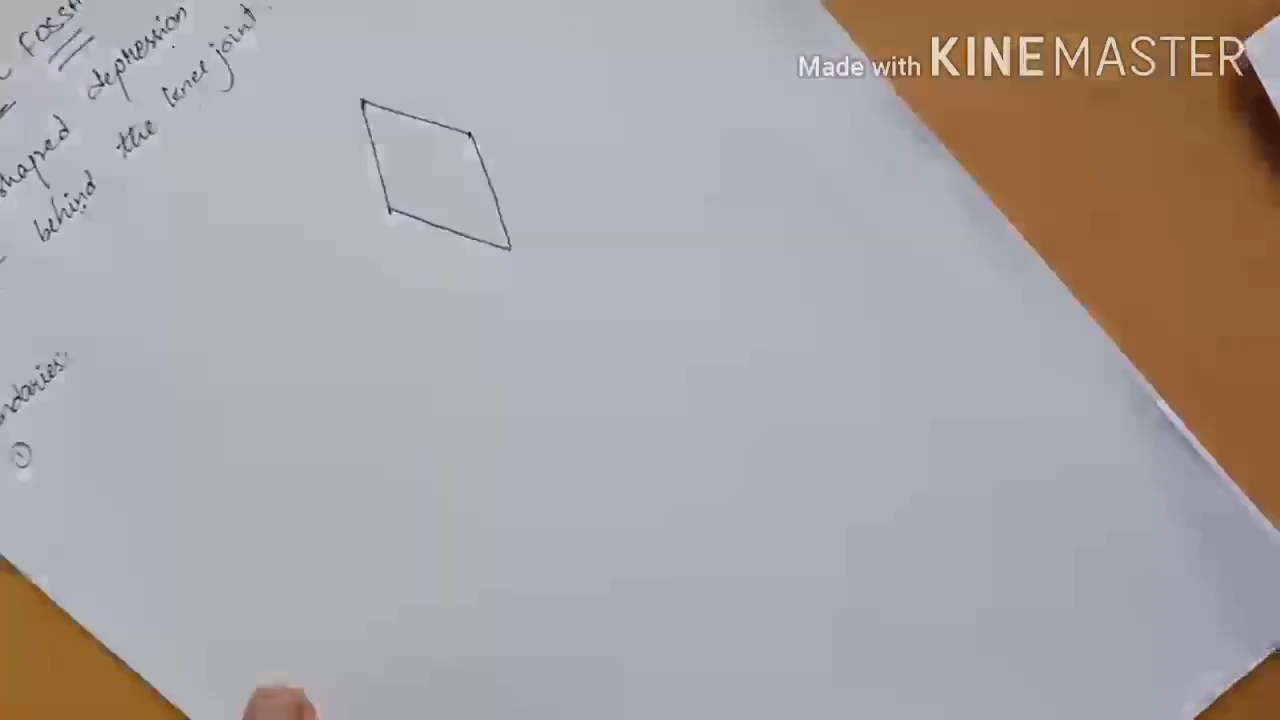 FOSSA
shaped depression
behind the knee joint.
ndaries:
①
Made with KINEMASTER